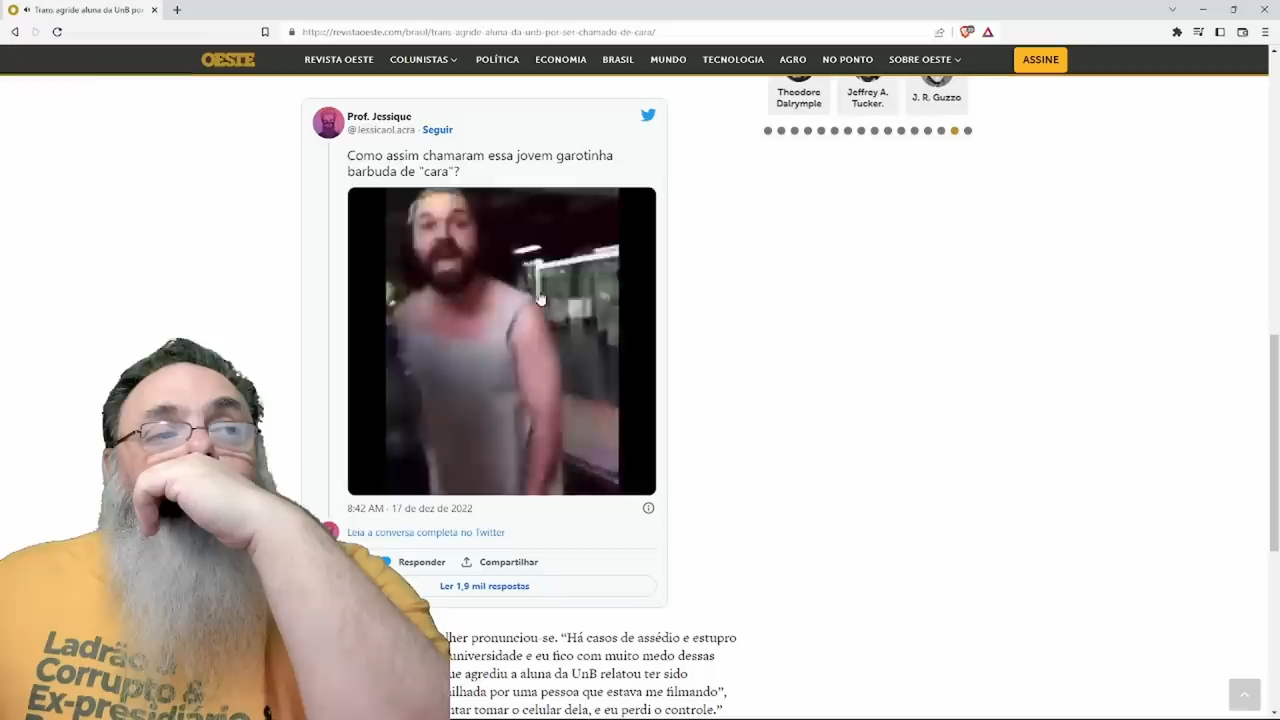 Trans agride aluna da UnB por
https://revistaoeste.com/brasil/trans-agride-aluna-da-unb-por-ser-chamado-de-cara/
OESTE
REVISTA OESTE
COLUNISTAS
POLÍTICA
ECONOMIA
BRASIL
MUNDO
TECNOLOGIA
AGRO
NO PONTO
SOBRE OESTE
ASSINE
Theodore
Dalrymple
Jeffrey A.
Tucker.
J. R. Guzzo
Prof. Jessique
@JessicaoLacra · Seguir
Como assim chamaram essa jovem garotinha
barbuda de "cara"?
8:42 AM · 17 de dez de 2022
Leia a conversa completa no Twitter
Responder
Compartilhar
Ler 1,9 mil respostas
lher pronunciou-se. “Há casos de assédio e estupro
universidade e eu fico com muito medo dessas
ue agrediu a aluna da UnB relatou ter sido
ilhada por uma pessoa que estava me filmando”,
ntar tomar o celular dela, e eu perdi o controle.”
Ladrão
Corrupto &
Ex-presidiário